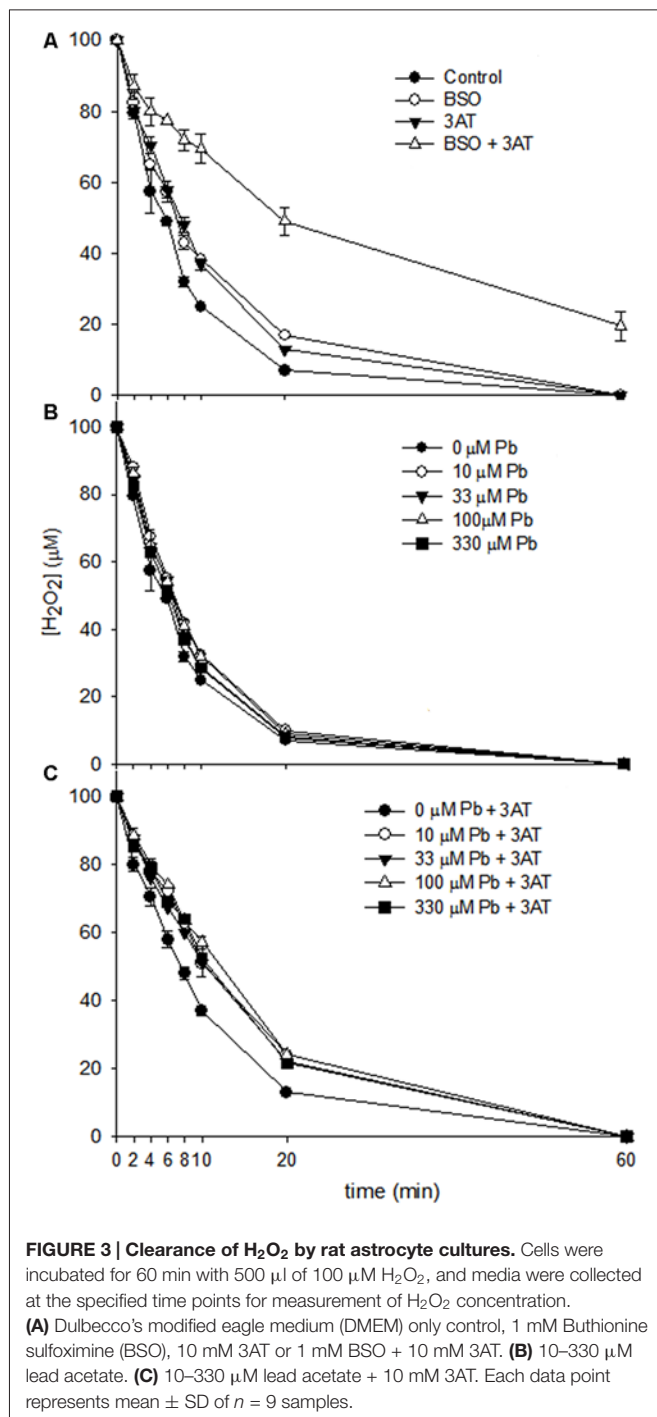 A
Control
BSO
3AT
BSO + 3AT
100
80
60
40
20
0
B
0 μM Pb
10 μM Pb
33 μM Pb
100μM Pb
330 μM Pb
100
80
60
40
20
0
[H₂O₂] (μM)
C
0 μM Pb + 3AT
10 μM Pb + 3AT
33 μM Pb + 3AT
100 μM Pb + 3AT
330 μM Pb + 3AT
100
80
60
40
20
0
0 2 4 6 8 10 20 60
time (min)
FIGURE 3 | Clearance of H₂O₂ by rat astrocyte cultures. Cells were
incubated for 60 min with 500 μl of 100 μM H₂O₂, and media were collected
at the specified time points for measurement of H₂O₂ concentration.
(A) Dulbecco's modified eagle medium (DMEM) only control, 1 mM Buthionine
sulfoximine (BSO), 10 mM 3AT or 1 mM BSO + 10 mM 3AT. (B) 10–330 μM
lead acetate. (C) 10–330 μM lead acetate + 10 mM 3AT. Each data point
represents mean ± SD of n = 9 samples.